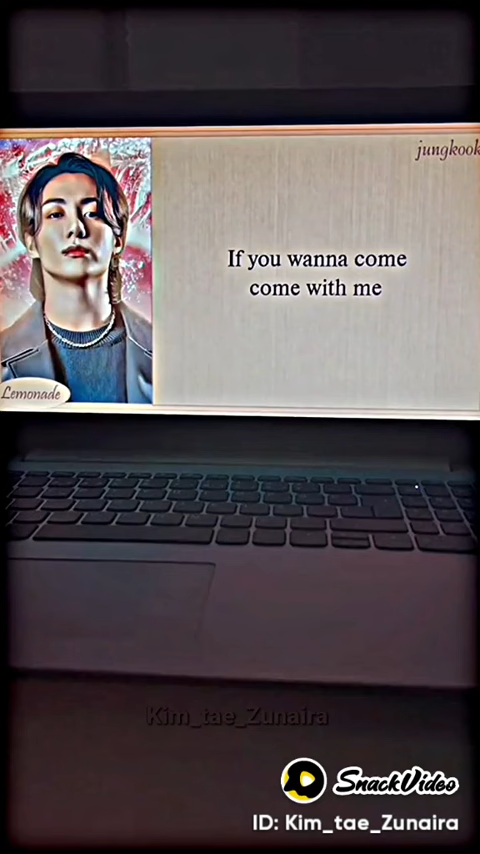 jungkook
If you wanna come
come with me
Lemonade
Kim_tae_Zunaira
SnackVideo
ID: Kim_tae_Zunaira